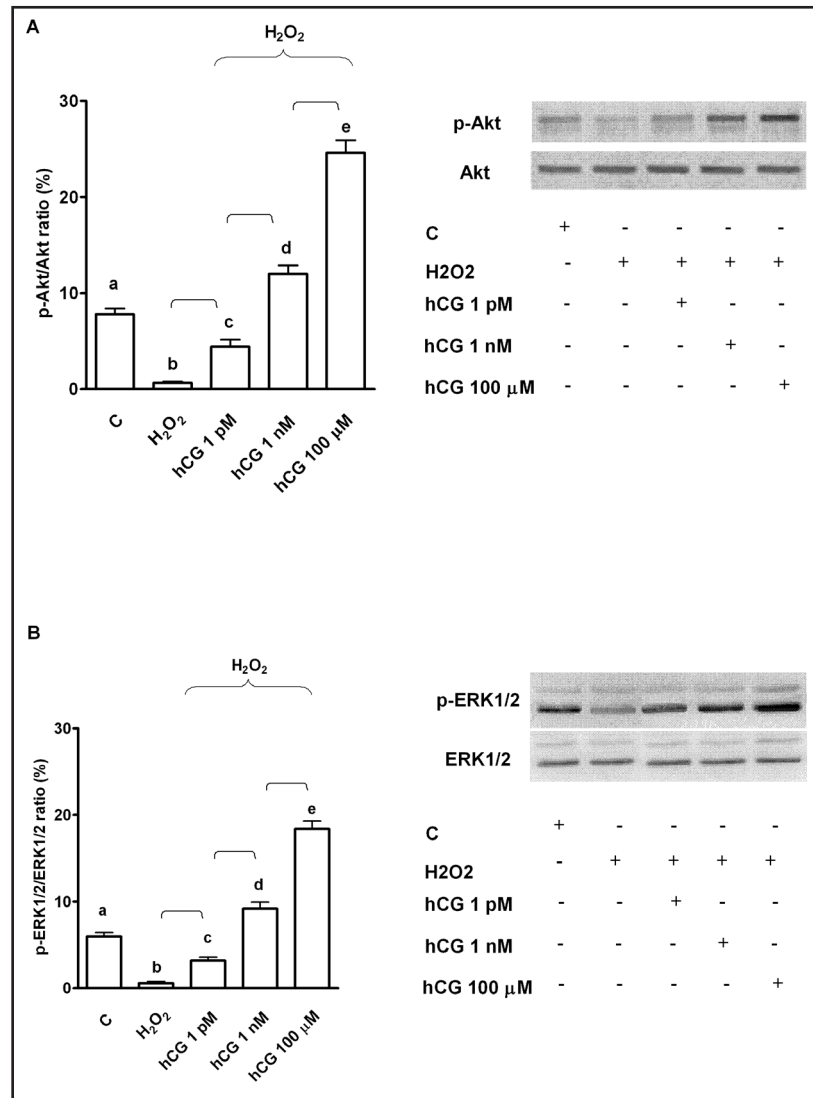 A
H₂O₂
30
20
10
0
p-Akt/Akt ratio (%)
a
b
c
d
e
C
H₂O₂
hCG 1 pM
hCG 1 nM
hCG 100 µM
p-Akt
Akt
C + - - - -
H2O2 - + + + +
hCG 1 pM - - + - -
hCG 1 nM - - - + -
hCG 100 µM - - - - +
B
H₂O₂
30
20
10
0
p-ERK1/2/ERK1/2 ratio (%)
a
b
c
d
e
C
H₂O₂
hCG 1 pM
hCG 1 nM
hCG 100 µM
p-ERK1/2
ERK1/2
C + - - - -
H2O2 - + + + +
hCG 1 pM - - + - -
hCG 1 nM - - - + -
hCG 100 µM - - - - +